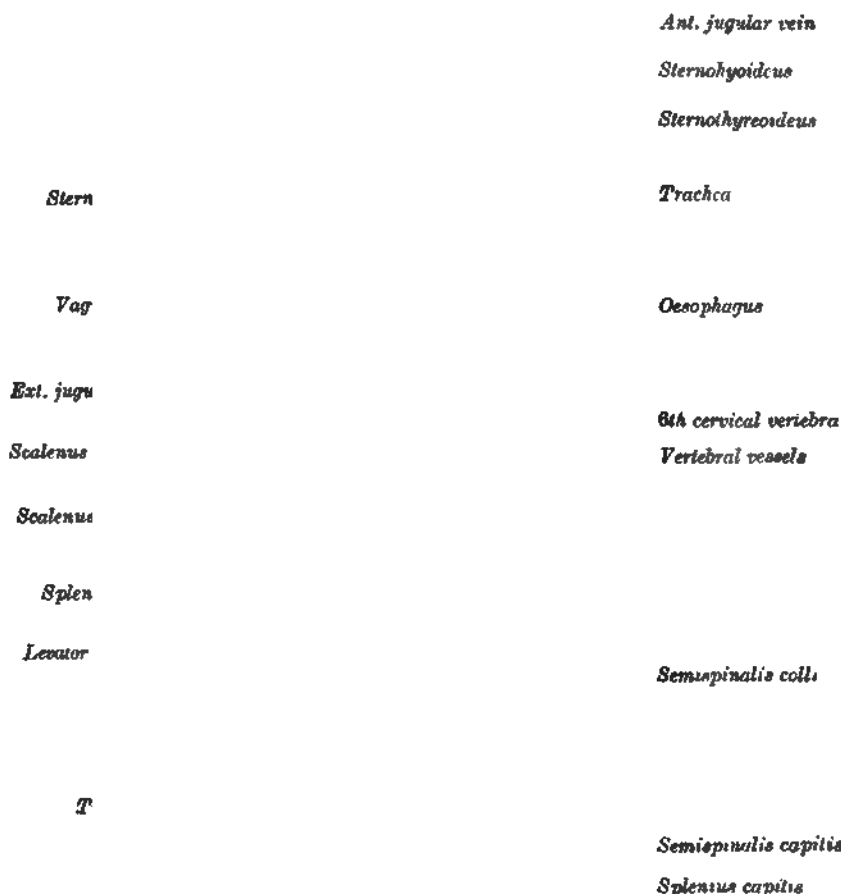 Ant. jugular vein
Sternohyoideus
Sternothyreoideus
Stern
Trachea
Vag
Oesophagus
Ext. jugu
6th cervical vertebra
Scalenus
Vertebral vessels
Scalenus
Splen
Levator
Semispinalis colli
T
Semispinalis capitis
Splenius capitis